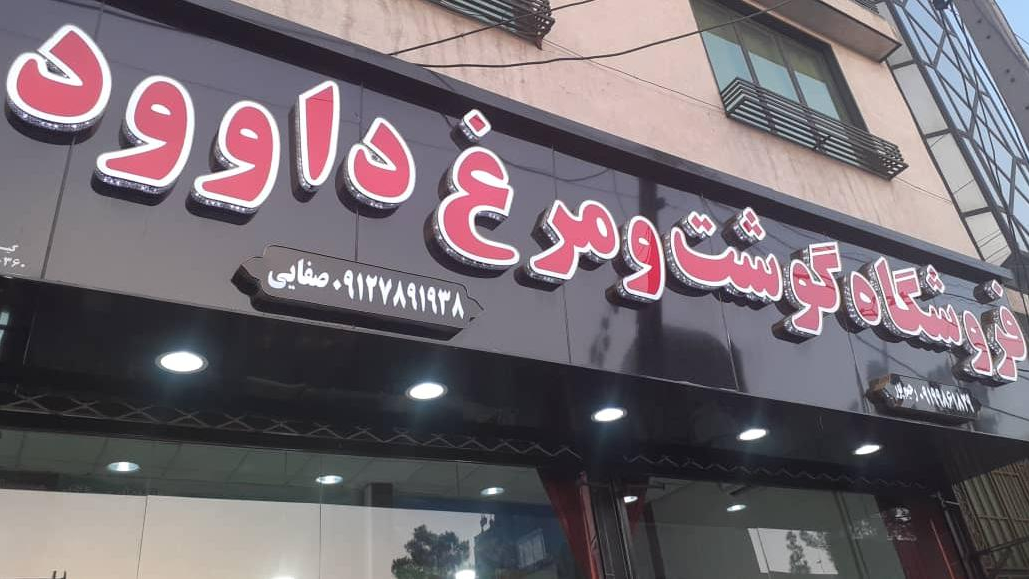 فروشگاه گوشت و مرغ داوود
۰۹۱۲۷۸۹۱۹۳۸ صفایی